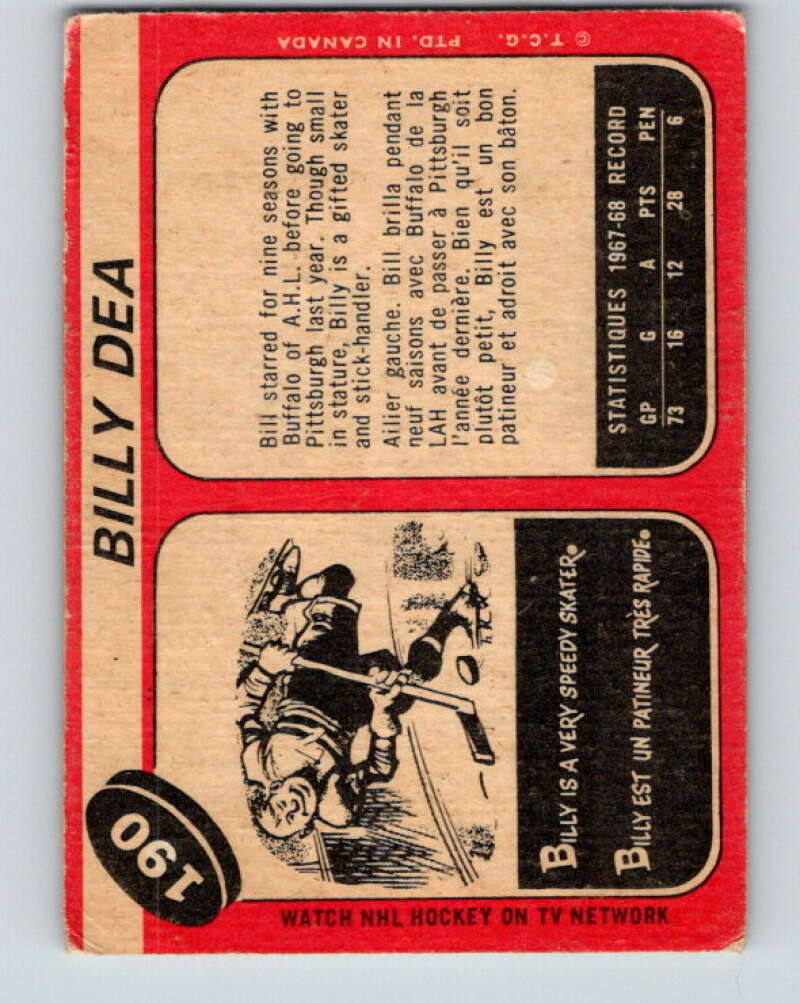 BILLY DEA
190
BILLY IS A VERY SPEEDY SKATER.
BILLY EST UN PATINEUR TRÈS RAPIDE.
WATCH NHL HOCKEY ON TV NETWORK
Bill starred for nine seasons with
Buffalo of A.H.L. before going to
Pittsburgh last year. Though small
in stature, Billy is a gifted skater
and stick-handler.
Ailier gauche. Bill brilla pendant
neuf saisons avec Buffalo de la
LAH avant de passer à Pittsburgh
l'année dernière. Bien qu'il soit
plutôt petit, Billy est un bon
patineur et adroit avec son bâton.
STATISTIQUES 1967-68 RECORD
GP G A PTS PEN
73 16 12 28 6
© T.C.G. PTD. IN CANADA